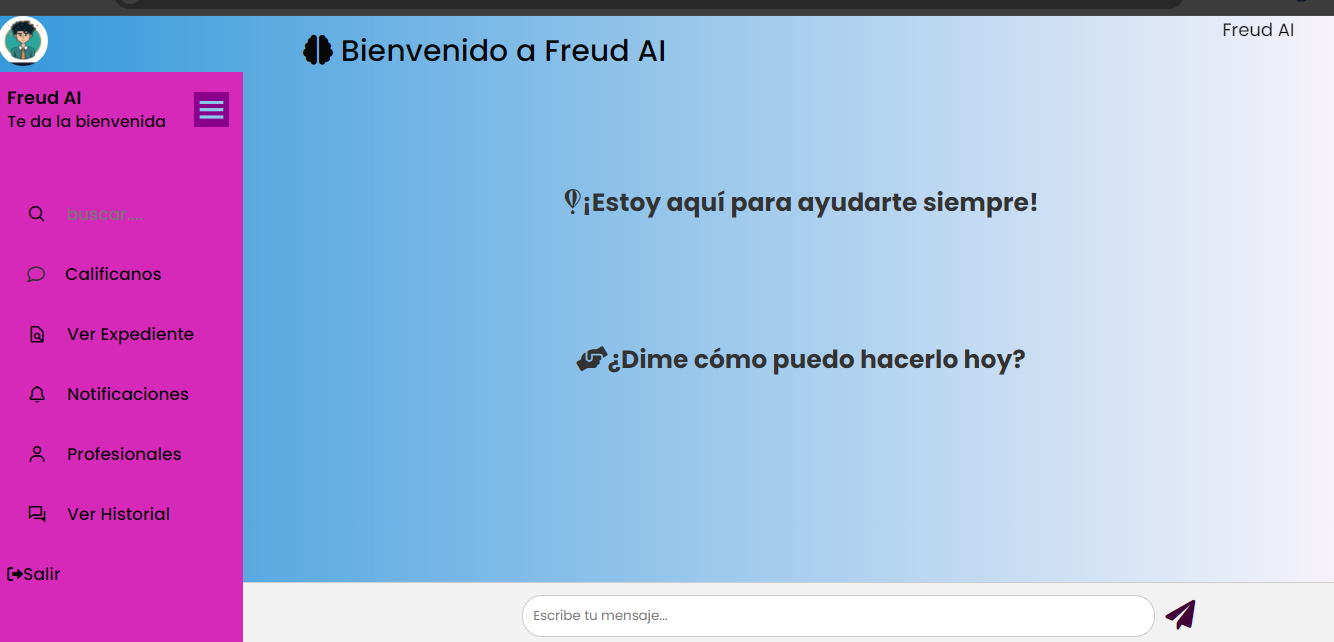 Freud AI
Bienvenido a Freud AI
Freud AI
Te da la bienvenida
buscar....
Calificanos
Ver Expediente
Notificaciones
Profesionales
Ver Historial
Salir
¡Estoy aquí para ayudarte siempre!
¿Dime cómo puedo hacerlo hoy?
Escribe tu mensaje...